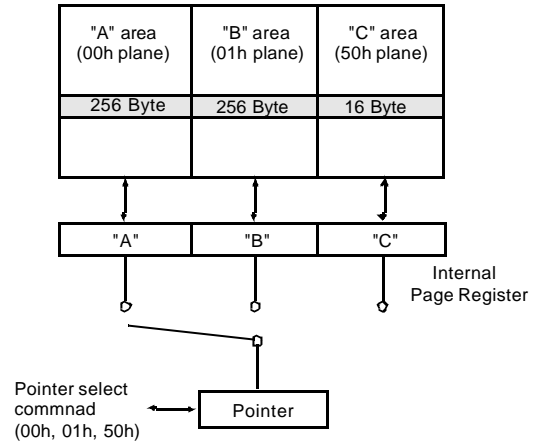 "A" area "B" area "C" area
(00h plane) (01h plane) (50h plane)
256 Byte 256 Byte 16 Byte
"A" "B" "C"
Internal
Page Register
Pointer select
commnad
(00h, 01h, 50h)
Pointer